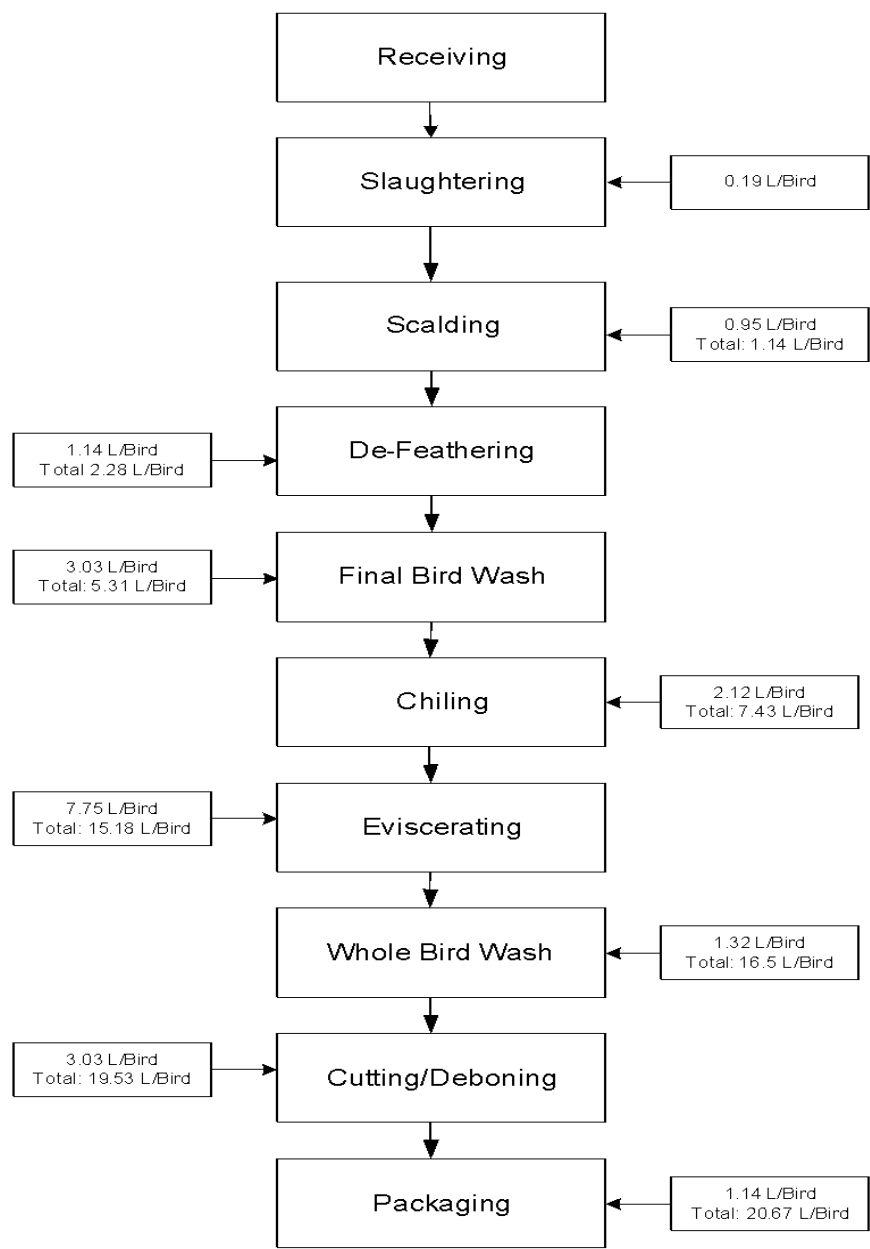 Receiving
Slaughtering
0.19 L/Bird
Scalding
0.95 L/Bird
Total: 1.14 L/Bird
1.14 L/Bird
Total 2.28 L/Bird
De-Feathering
3.03 L/Bird
Total: 5.31 L/Bird
Final Bird Wash
Chiling
2.12 L/Bird
Total: 7.43 L/Bird
7.75 L/Bird
Total: 15.18 L/Bird
Eviscerating
Whole Bird Wash
1.32 L/Bird
Total: 16.5 L/Bird
3.03 L/Bird
Total: 19.53 L/Bird
Cutting/Deboning
Packaging
1.14 L/Bird
Total: 20.67 L/Bird